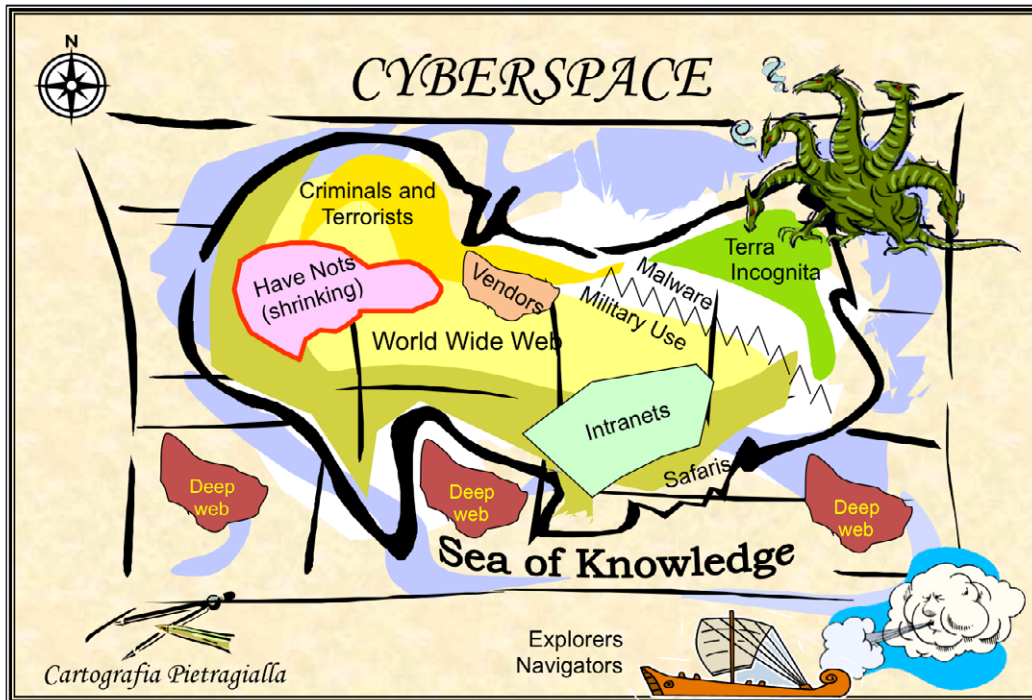 N
CYBERSPACE
Criminals and
Terrorists
Have Nots
(shrinking)
Vendors
Malware
Military Use
Terra
Incognita
World Wide Web
Intranets
Safaris
Deep
web
Deep
web
Deep
web
Sea of Knowledge
Explorers
Navigators
Cartografia Pietragialla